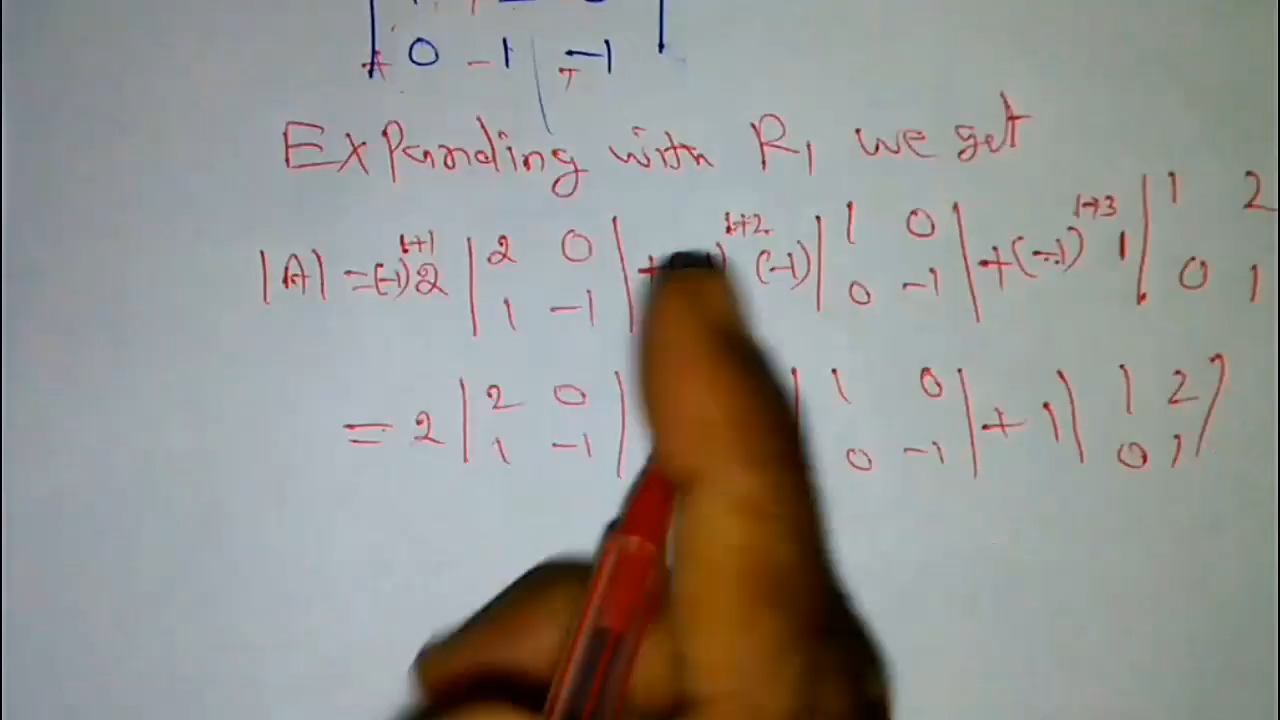 0 -1 -1
Expanding with R1 we get
|A| = (-1)^1+1 2 | 2 0 | + (-1) | 1 0 | + (-1)^1+3 1 | 1 2
1+2
1 -1 0 -1 0 1
= 2 | 2 0 | | 1 0 | + 1 | 1 2 |
1 -1 0 -1 0 1